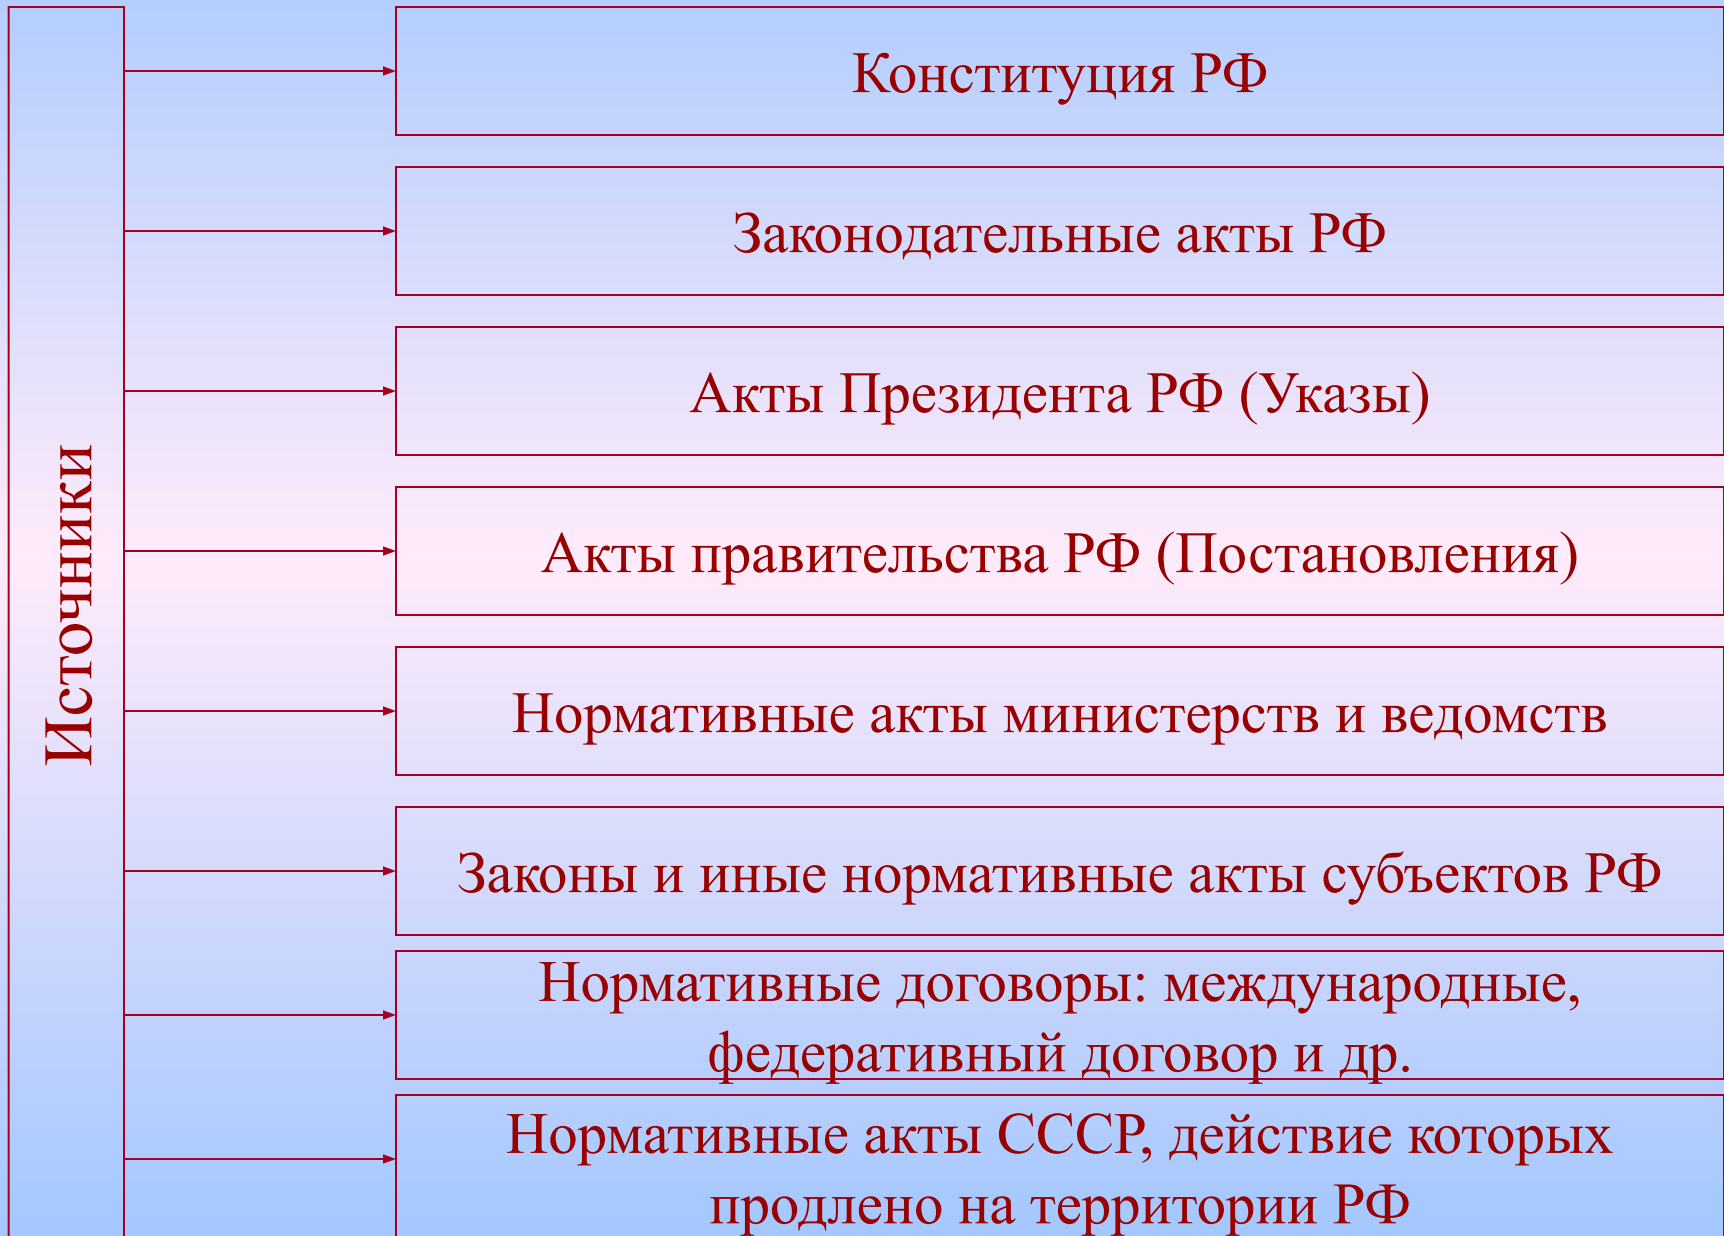 Источники
Конституция РФ
Законодательные акты РФ
Акты Президента РФ (Указы)
Акты правительства РФ (Постановления)
Нормативные акты министерств и ведомств
Законы и иные нормативные акты субъектов РФ
Нормативные договоры: международные,
федеративный договор и др.
Нормативные акты СССР, действие которых
продлено на территории РФ